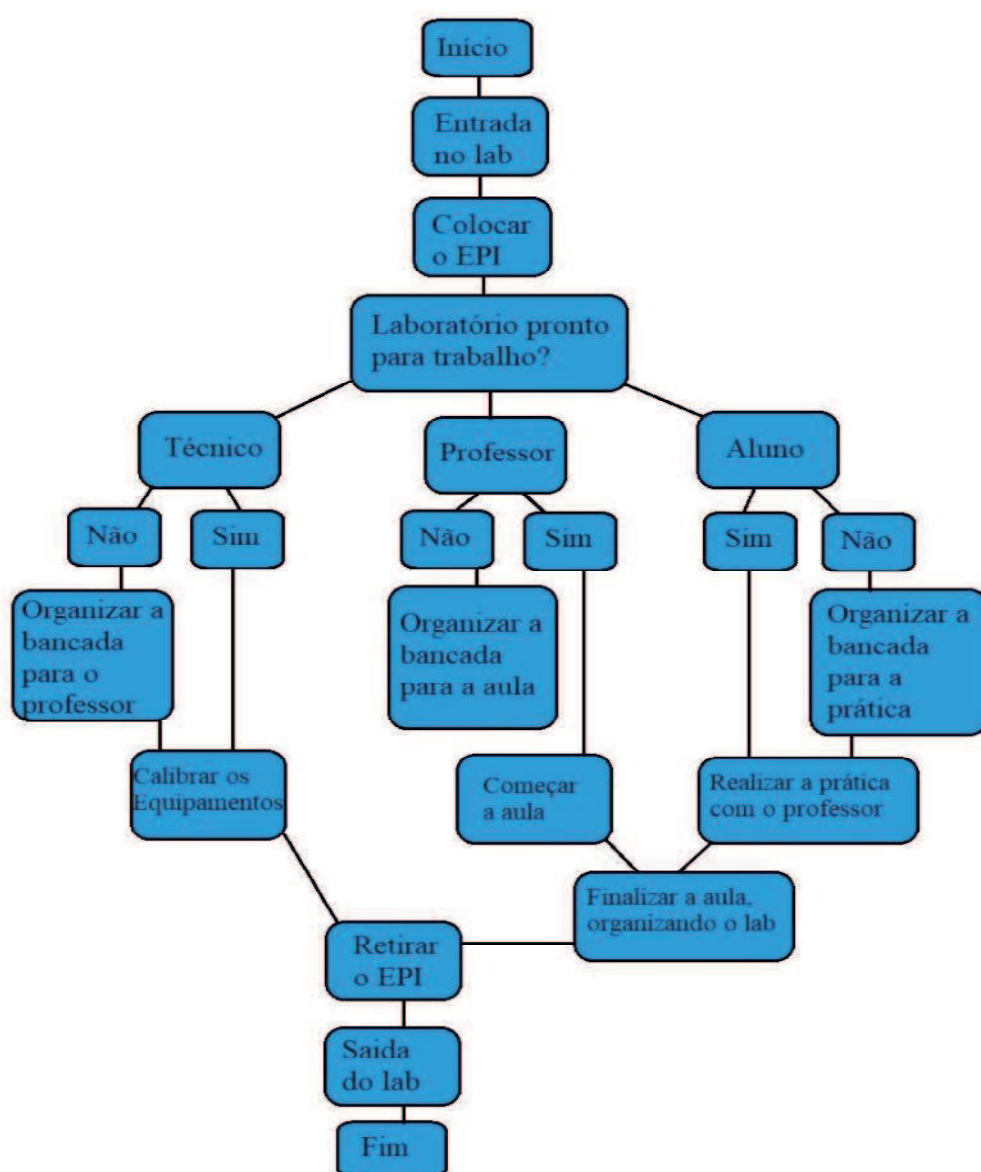 Início
Entrada
no lab
Colocar
o EPI
Laboratório pronto
para trabalho?
Técnico
Professor
Aluno
Não
Sim
Não
Sim
Sim
Não
Organizar a
bancada
para o
professor
Organizar a
bancada
para a aula
Organizar a
bancada
para a
prática
Calibrar os
Equipamentos
Começar
a aula
Realizar a prática
com o professor
Finalizar a aula,
organizando o lab
Retirar
o EPI
Saida
do lab
Fim